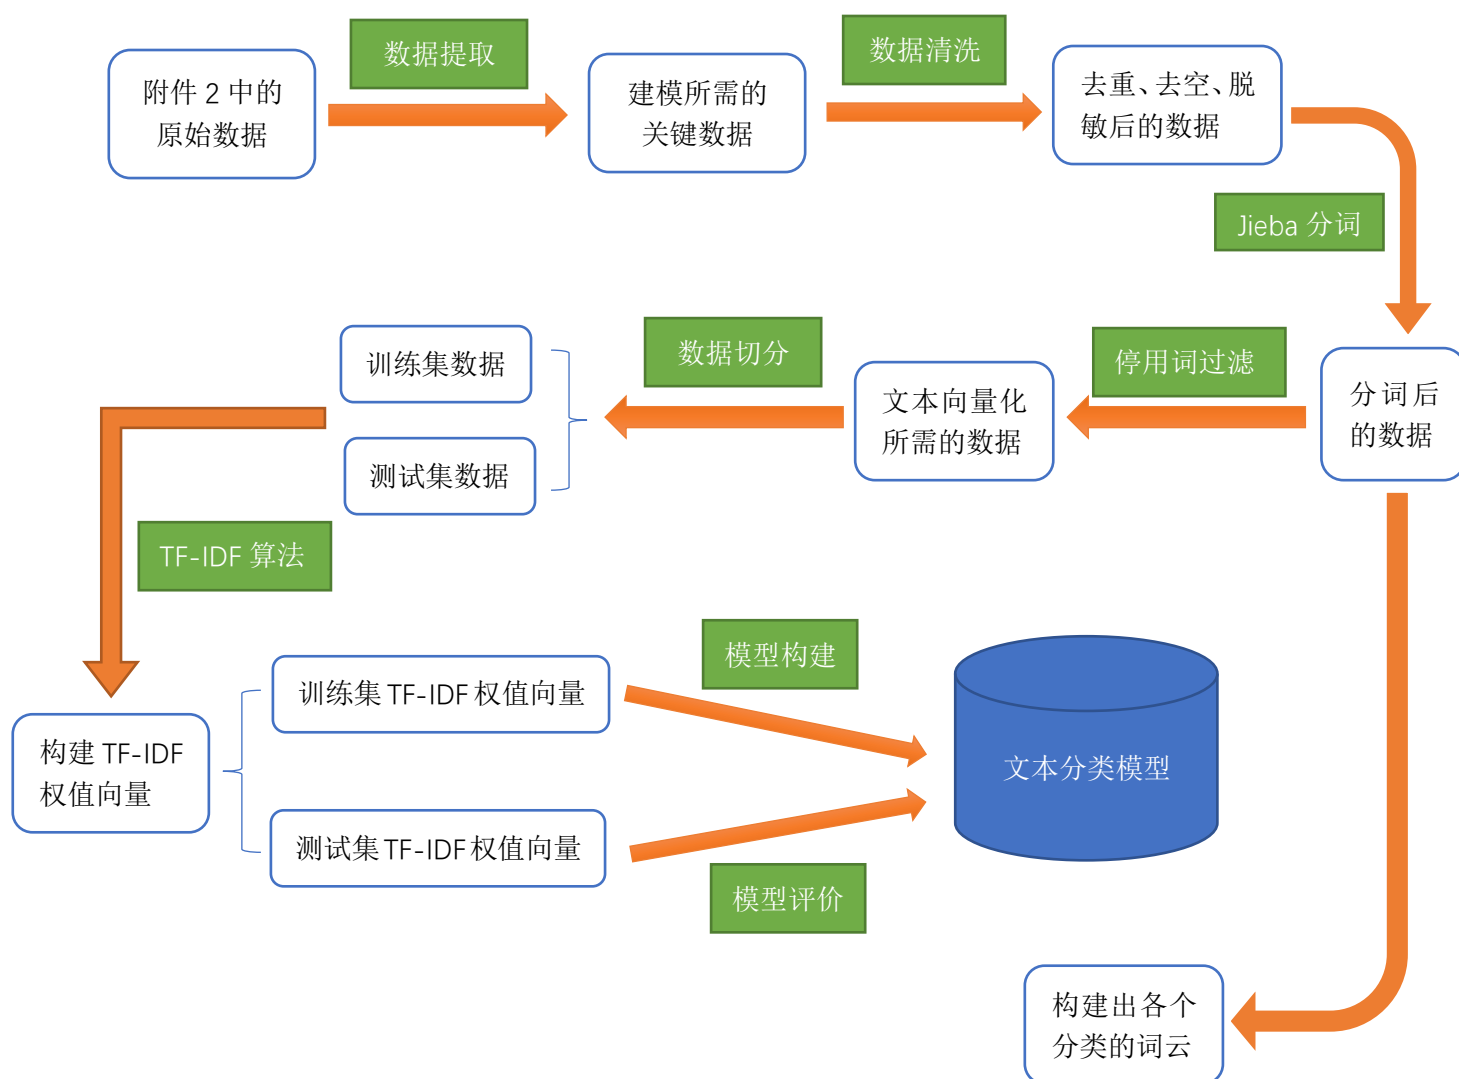 数据提取
数据清洗
附件 2 中的
原始数据
建模所需的
关键数据
去重、去空、脱
敏后的数据
Jieba 分词
训练集数据
数据切分
停用词过滤
文本向量化
所需的数据
分词后
的数据
测试集数据
TF-IDF 算法
模型构建
训练集 TF-IDF 权值向量
构建 TF-IDF
权值向量
文本分类模型
测试集 TF-IDF 权值向量
模型评价
构建出各个
分类的词云